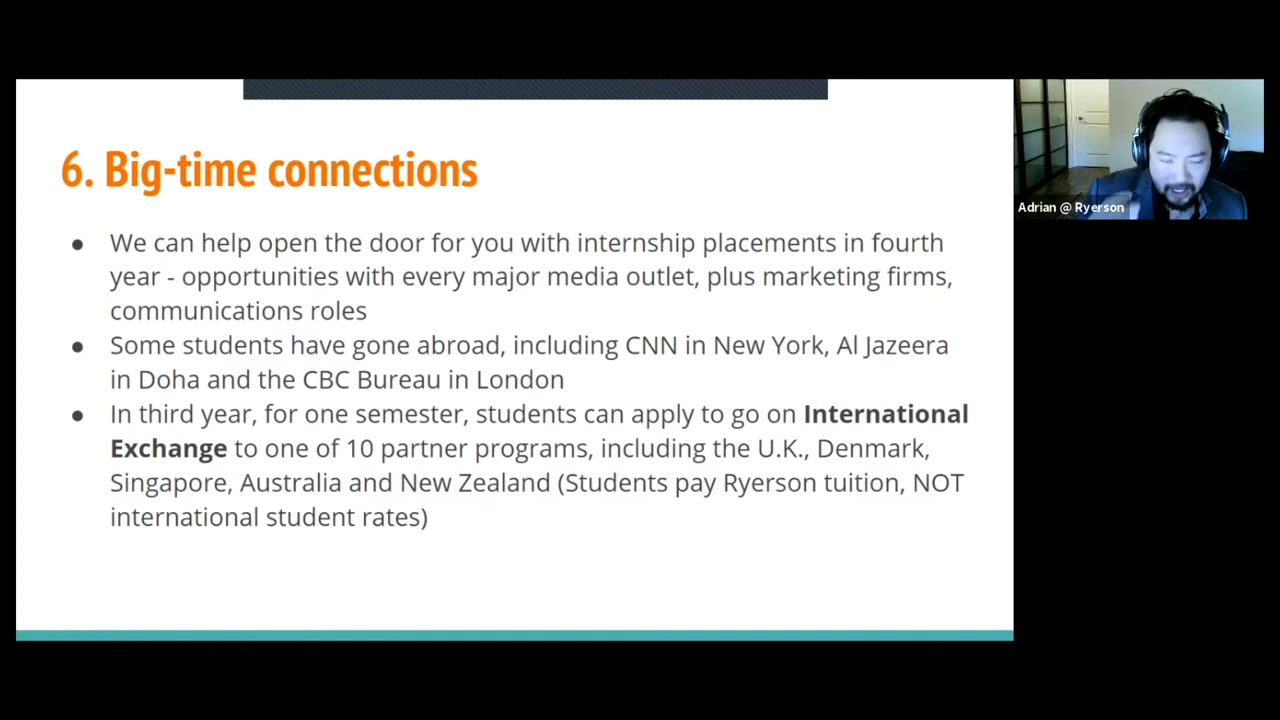 6. Big-time connections
● We can help open the door for you with internship placements in fourth
year - opportunities with every major media outlet, plus marketing firms,
communications roles
● Some students have gone abroad, including CNN in New York, Al Jazeera
in Doha and the CBC Bureau in London
● In third year, for one semester, students can apply to go on International
Exchange to one of 10 partner programs, including the U.K., Denmark,
Singapore, Australia and New Zealand (Students pay Ryerson tuition, NOT
international student rates)
Adrian @ Ryerson